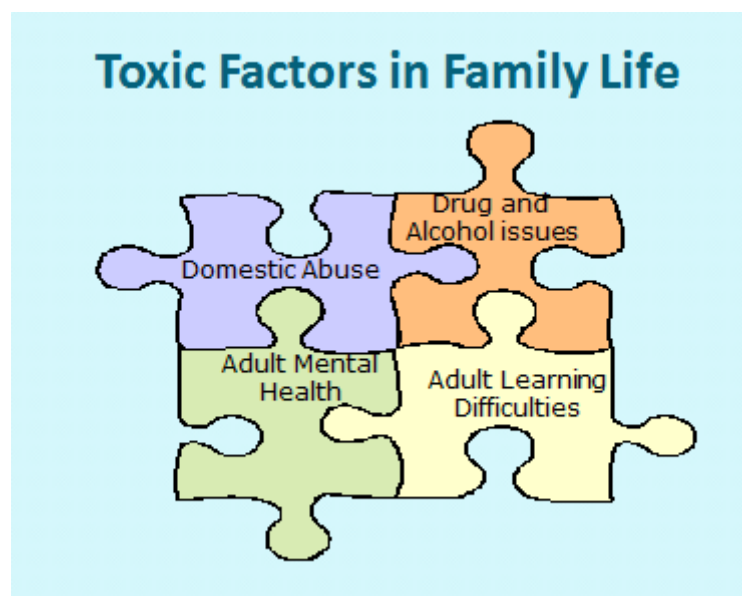 Toxic Factors in Family Life
Drug and
Alcohol issues
Domestic Abuse
Adult Mental
Health
Adult Learning
Difficulties